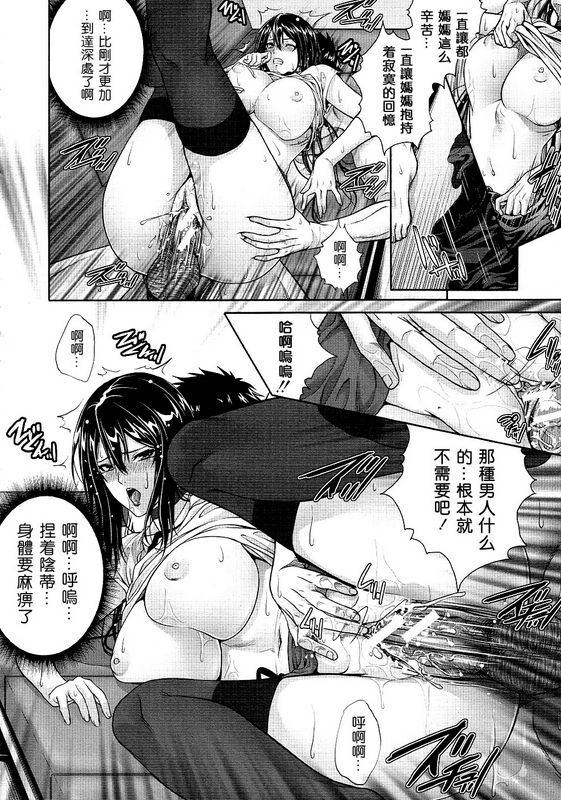 一直讓都
媽媽這么
辛苦…
一直讓媽媽抱持
着寂寞的回憶
啊…比剛才更加
…到達深處了啊
啊啊…
哈啊嗚嗚!!
啊啊…
那種男人什么
的…根本就
不需要吧!
啊啊…呼嗚…
捏着陰蒂…
身體要麻痹了
呼啊啊…